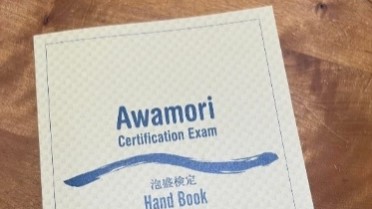 Awamori
Certification Exam
泡盛検定
Hand Book